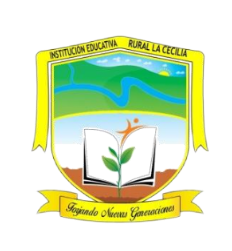 INSTITUCION EDUCATIVA RURAL LA CECILIA
Forjando Nuevas Generaciones